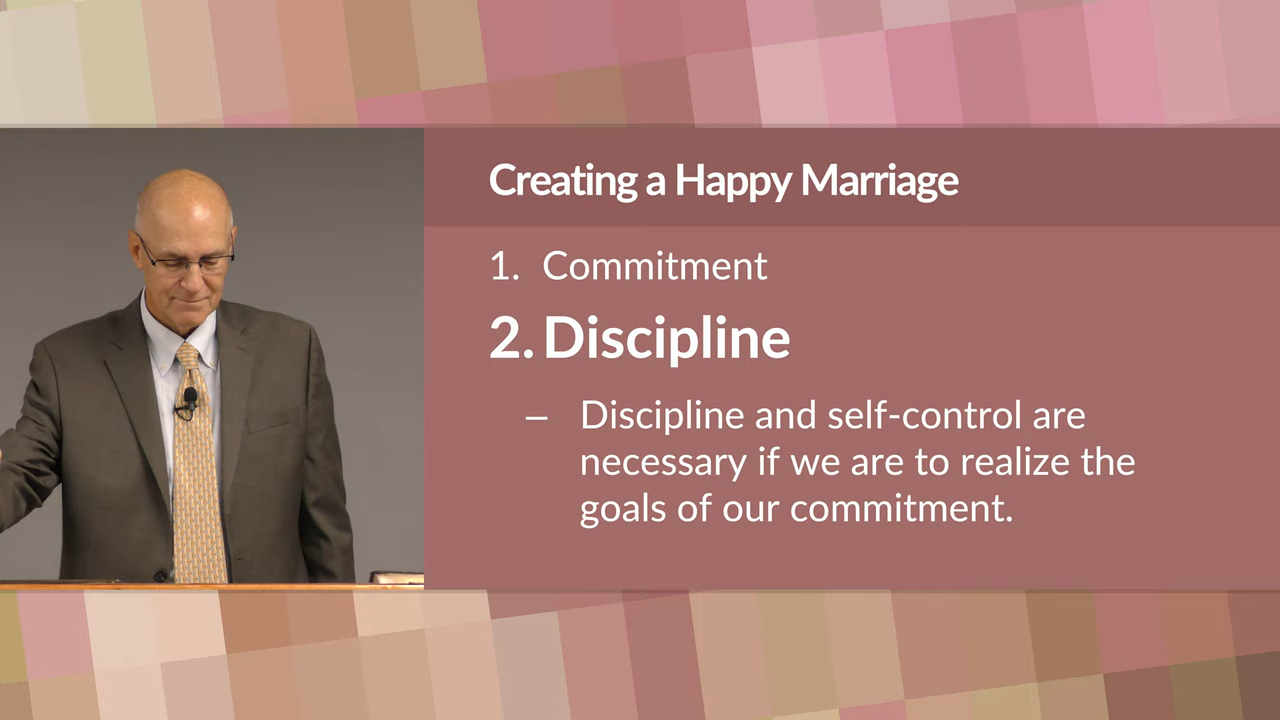 Creating a Happy Marriage
1. Commitment
2. Discipline
– Discipline and self-control are
necessary if we are to realize the
goals of our commitment.